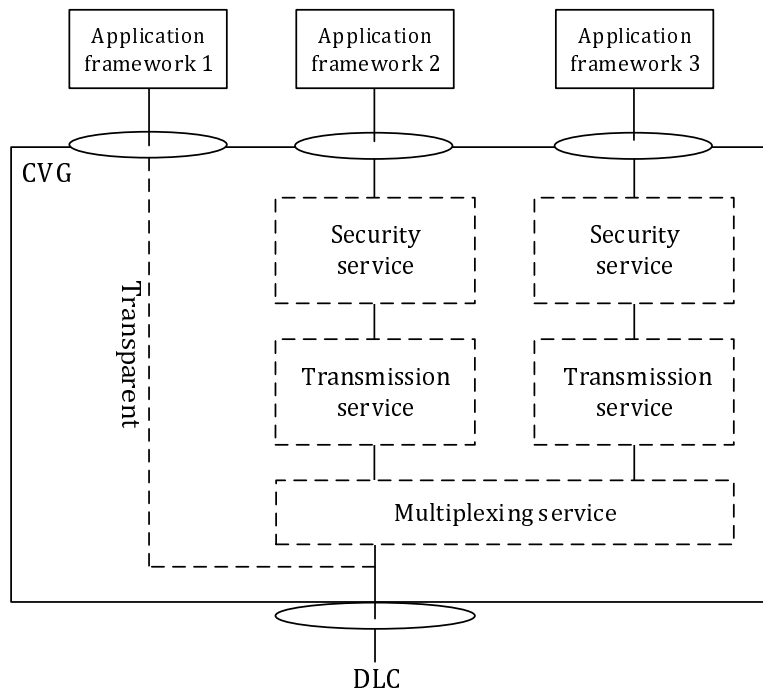 Application
framework 1
Application
framework 2
Application
framework 3
CVG
Transparent
Security
service
Security
service
Transmission
service
Transmission
service
Multiplexing service
DLC